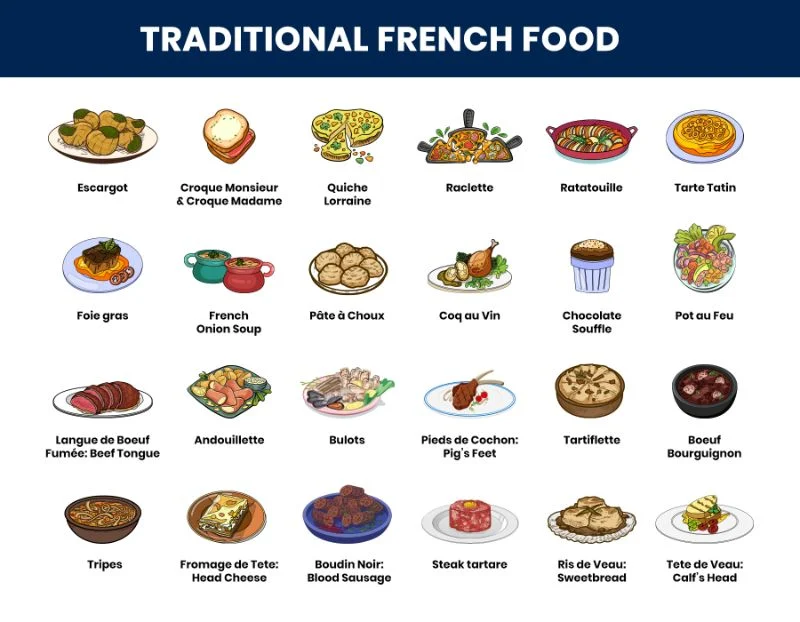 TRADITIONAL FRENCH FOOD
Escargot
Croque Monsieur
& Croque Madame
Quiche
Lorraine
Raclette
Ratatouille
Tarte Tatin
Foie gras
French
Onion Soup
Pâte à Choux
Coq au Vin
Chocolate
Souffle
Pot au Feu
Langue de Boeuf
Fumée: Beef Tongue
Andouillette
Bulots
Pieds de Cochon:
Pig's Feet
Tartiflette
Boeuf
Bourguignon
Tripes
Fromage de Tete:
Head Cheese
Boudin Noir:
Blood Sausage
Steak tartare
Ris de Veau:
Sweetbread
Tete de Veau:
Calf's Head